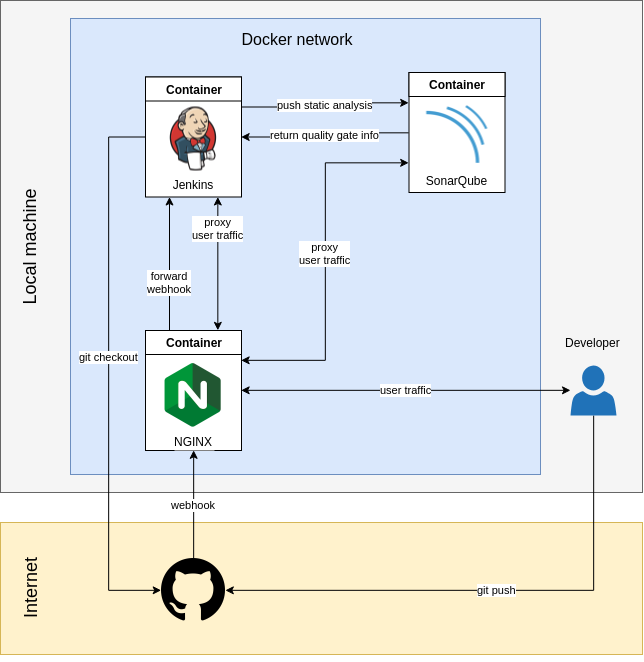 Docker network
Container
Jenkins
Container
SonarQube
push static analysis
return quality gate info
proxy
user traffic
proxy
user traffic
forward
webhook
Local machine
git checkout
Container
N
NGINX
Developer
user traffic
webhook
Internet
git push